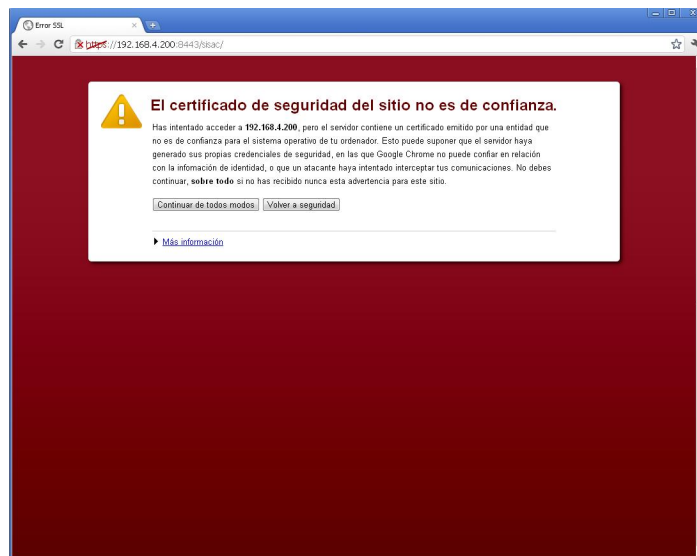 Error SSL
https://192.168.4.200:8443/sisac/
El certificado de seguridad del sitio no es de confianza.
Has intentado acceder a 192.168.4.200, pero el servidor contiene un certificado emitido por una entidad que
no es de confianza para el sistema operativo de tu ordenador. Esto puede suponer que el servidor haya
generado sus propias credenciales de seguridad, en las que Google Chrome no puede confiar en relación
con la infomación de identidad, o que un atacante haya intentado interceptar tus comunicaciones. No debes
continuar, sobre todo si no has recibido nunca esta advertencia para este sitio.
Continuar de todos modos Volver a seguridad
Más información